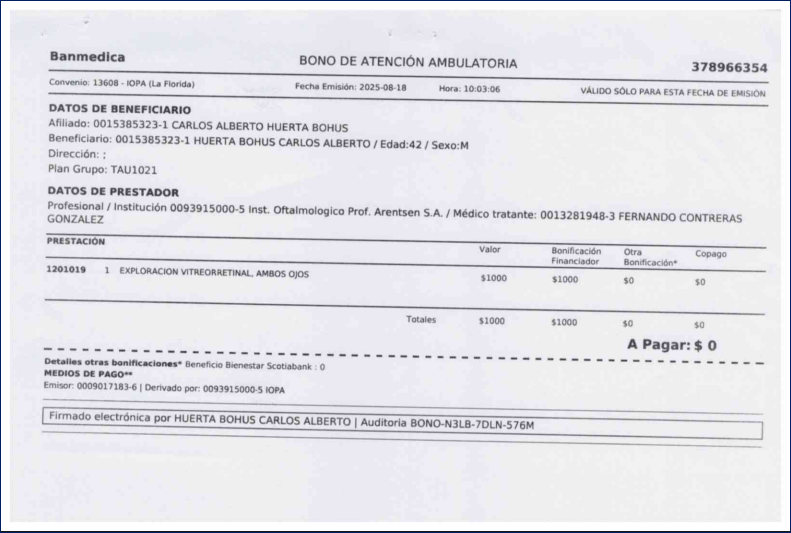 Banmedica
BONO DE ATENCIÓN AMBULATORIA
378966354
Convenio: 13608 - IOPA (La Florida)
Fecha Emisión: 2025-08-18
Hora: 10:03:06
VÁLIDO SÓLO PARA ESTA FECHA DE EMISIÓN
DATOS DE BENEFICIARIO
Afiliado: 0015385323-1 CARLOS ALBERTO HUERTA BOHUS
Beneficiario: 0015385323-1 HUERTA BOHUS CARLOS ALBERTO / Edad:42 / Sexo:M
Dirección: ;
Plan Grupo: TAU1021
DATOS DE PRESTADOR
Profesional / Institución 0093915000-5 Inst. Oftalmologico Prof. Arentsen S.A. / Médico tratante: 0013281948-3 FERNANDO CONTRERAS
GONZALEZ
PRESTACIÓN Valor Bonificación Financiador Otra Bonificación* Copago
1201019 1 EXPLORACION VITREORRETINAL, AMBOS OJOS $1000 $1000 $0 $0
Totales $1000 $1000 $0 $0
A Pagar: $ 0
Detalles otras bonificaciones* Beneficio Bienestar Scotiabank : 0
MEDIOS DE PAGO**
Emisor: 0009017183-6 | Derivado por: 0093915000-5 IOPA
Firmado electrónica por HUERTA BOHUS CARLOS ALBERTO | Auditoria BONO-N3LB-7DLN-576M